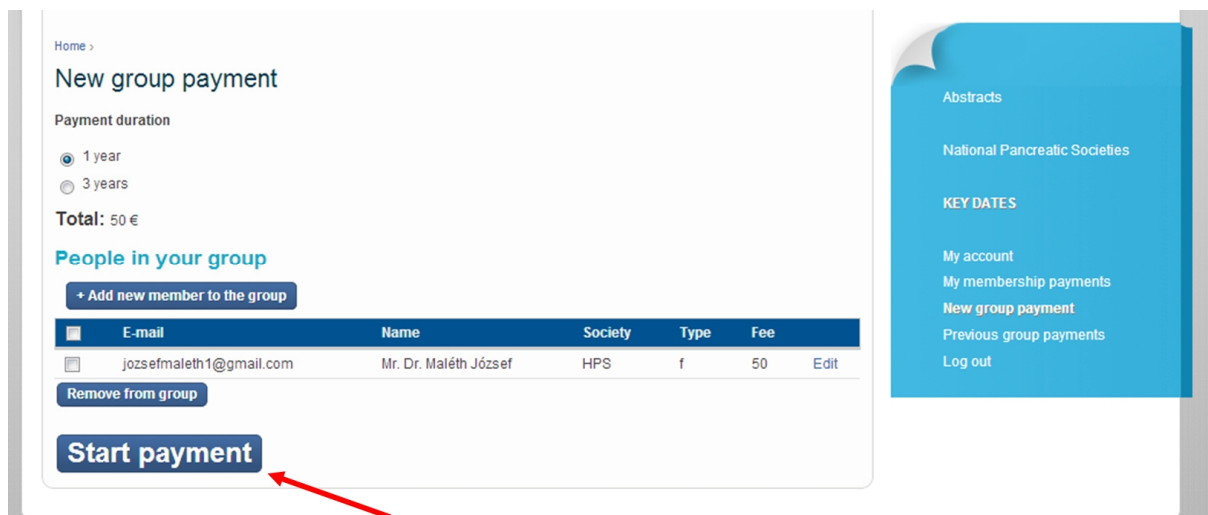 Home ›
New group payment
Payment duration
1 year
3 years
Total: 50 €
People in your group
+ Add new member to the group
E-mail Name Society Type Fee
jozsefmaleth1@gmail.com Mr. Dr. Maléth József HPS f 50 Edit
Remove from group
Start payment
Abstracts
National Pancreatic Societies
KEY DATES
My account
My membership payments
New group payment
Previous group payments
Log out